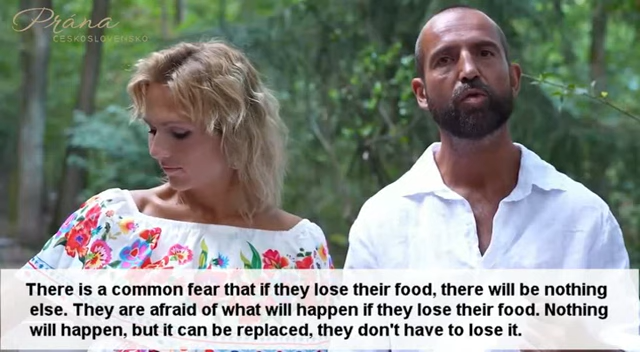 Prána
ČESKOSLOVENSKO
There is a common fear that if they lose their food, there will be nothing
else. They are afraid of what will happen if they lose their food. Nothing
will happen, but it can be replaced, they don't have to lose it.